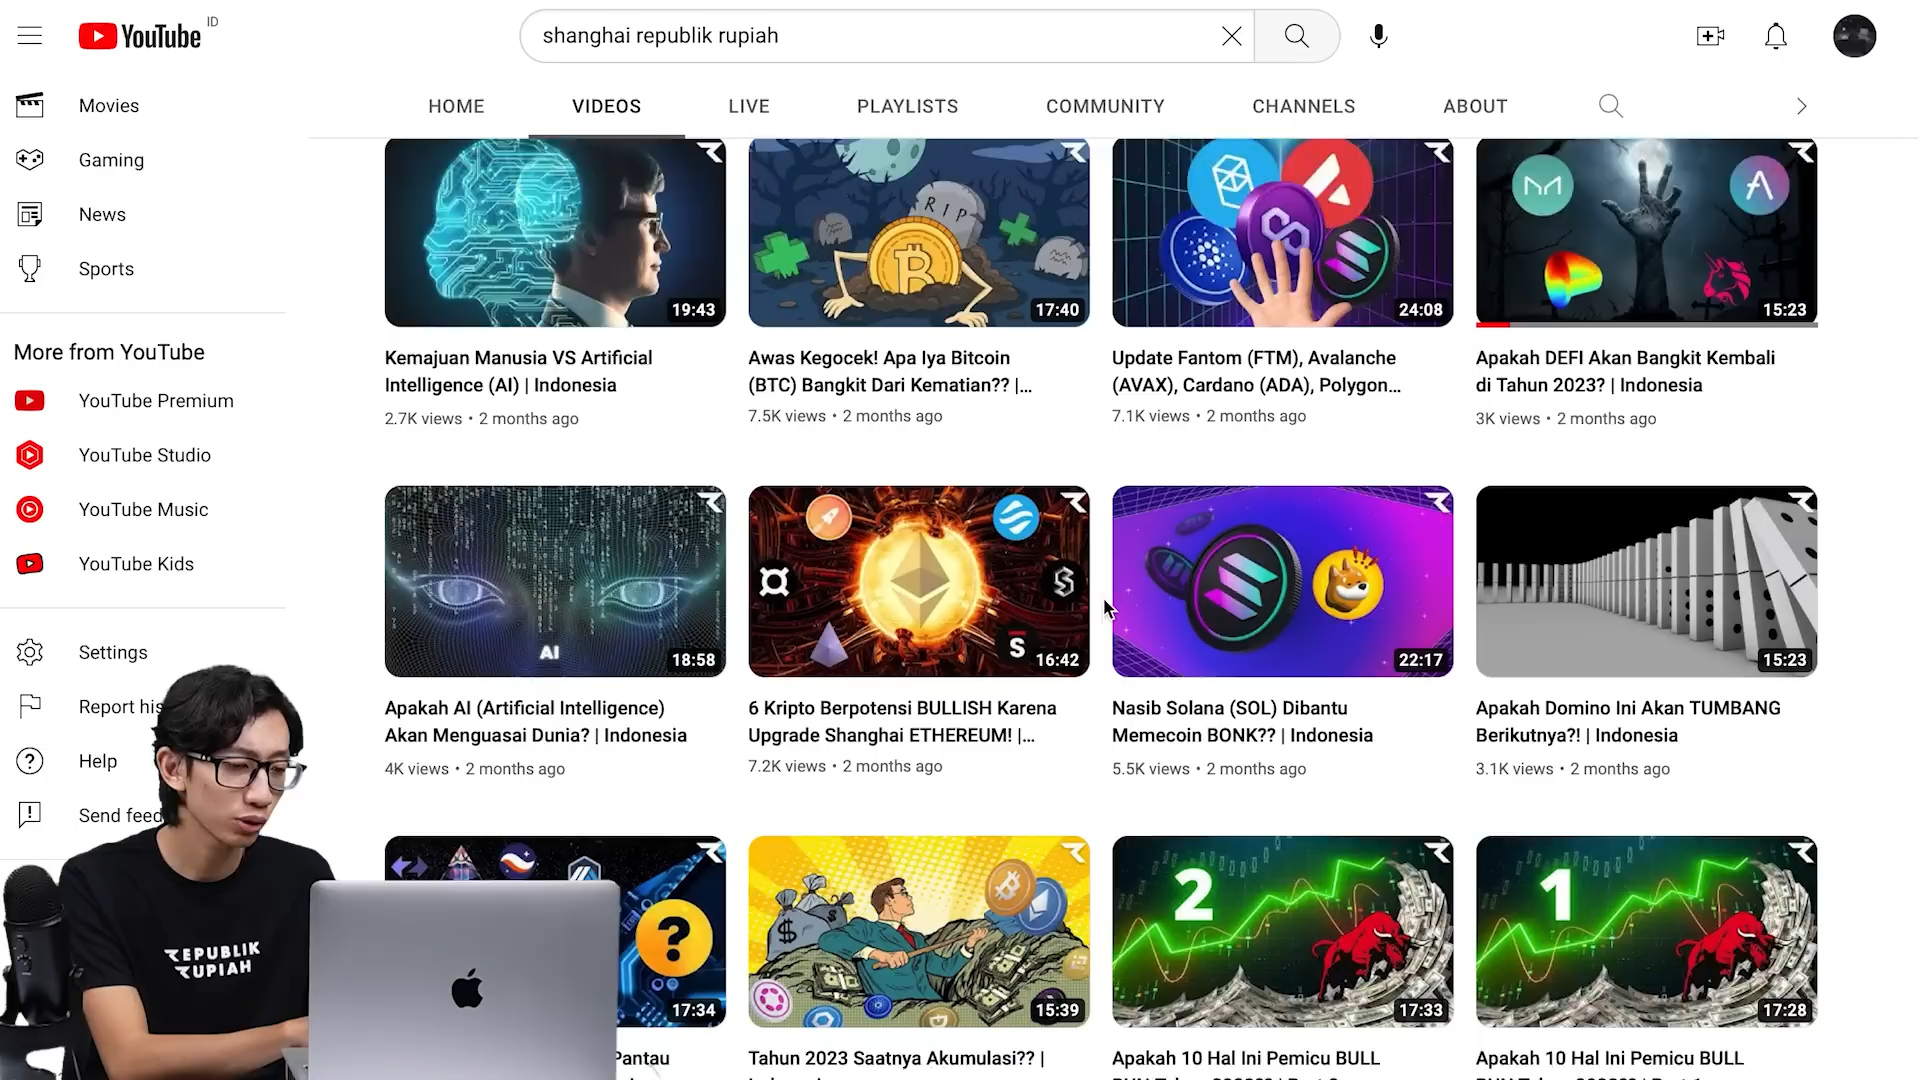 YouTube ID
shanghai republik rupiah
HOME VIDEOS LIVE PLAYLISTS COMMUNITY CHANNELS ABOUT
Movies
Gaming
News
Sports
More from YouTube
YouTube Premium
YouTube Studio
YouTube Music
YouTube Kids
Settings
Report his
Help
Send feed
19:43
Kemajuan Manusia VS Artificial
Intelligence (AI) | Indonesia
2.7K views • 2 months ago
RIP
17:40
Awas Kegocek! Apa Iya Bitcoin
(BTC) Bangkit Dari Kematian?? |...
7.5K views • 2 months ago
24:08
Update Fantom (FTM), Avalanche
(AVAX), Cardano (ADA), Polygon...
7.1K views • 2 months ago
15:23
Apakah DEFI Akan Bangkit Kembali
di Tahun 2023? | Indonesia
3K views • 2 months ago
AI
18:58
Apakah AI (Artificial Intelligence)
Akan Menguasai Dunia? | Indonesia
4K views • 2 months ago
16:42
6 Kripto Berpotensi BULLISH Karena
Upgrade Shanghai ETHEREUM! |...
7.2K views • 2 months ago
22:17
Nasib Solana (SOL) Dibantu
Memecoin BONK?? | Indonesia
5.5K views • 2 months ago
15:23
Apakah Domino Ini Akan TUMBANG
Berikutnya?! | Indonesia
3.1K views • 2 months ago
?
17:34
Pantau
$
15:39
Tahun 2023 Saatnya Akumulasi?? |
2
17:33
Apakah 10 Hal Ini Pemicu BULL
1
17:28
Apakah 10 Hal Ini Pemicu BULL
REPUBLIK
RUPIAH